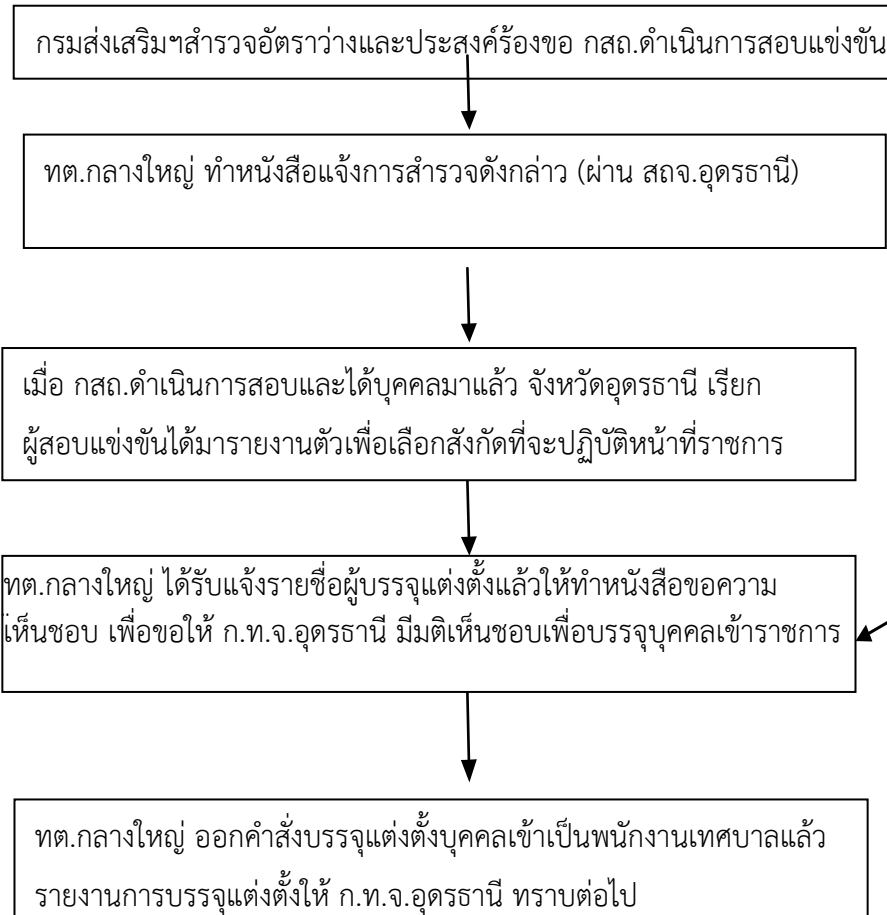 กรมส่งเสริมฯสำรวจอัตราว่างและประสงค์ร้องขอ กสถ.ดำเนินการสอบแข่งขัน
ทต.กลางใหญ่ ทำหนังสือแจ้งการสำรวจดังกล่าว (ผ่าน สถจ.อุดรธานี)
เมื่อ กสถ.ดำเนินการสอบและได้บุคคลมาแล้ว จังหวัดอุดรธานี เรียก
ผู้สอบแข่งขันได้มารายงานตัวเพื่อเลือกสังกัดที่จะปฏิบัติหน้าที่ราชการ
ทต.กลางใหญ่ ได้รับแจ้งรายชื่อผู้บรรจุแต่งตั้งแล้วให้ทำหนังสือขอความ
เห็นชอบ เพื่อขอให้ ก.ท.จ.อุดรธานี มีมติเห็นชอบเพื่อบรรจุบุคคลเข้าราชการ
ทต.กลางใหญ่ ออกคำสั่งบรรจุแต่งตั้งบุคคลเข้าเป็นพนักงานเทศบาลแล้ว
รายงานการบรรจุแต่งตั้งให้ ก.ท.จ.อุดรธานี ทราบต่อไป